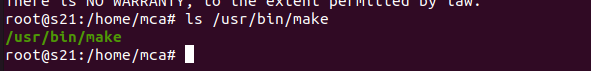 There is NO WARRANTY, to the extent permitted by law.
root@s21:/home/mca# ls /usr/bin/make
/usr/bin/make
root@s21:/home/mca#